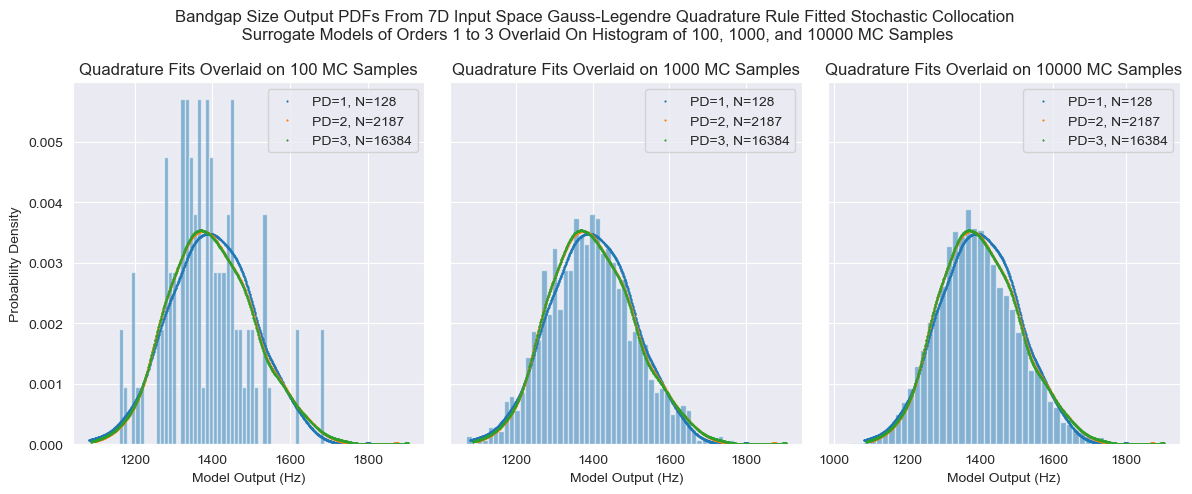 Bandgap Size Output PDFs From 7D Input Space Gauss-Legendre Quadrature Rule Fitted Stochastic Collocation
Surrogate Models of Orders 1 to 3 Overlaid On Histogram of 100, 1000, and 10000 MC Samples
Quadrature Fits Overlaid on 100 MC Samples
Quadrature Fits Overlaid on 1000 MC Samples
Quadrature Fits Overlaid on 10000 MC Samples
PD=1, N=128
PD=2, N=2187
PD=3, N=16384
PD=1, N=128
PD=2, N=2187
PD=3, N=16384
PD=1, N=128
PD=2, N=2187
PD=3, N=16384
Probability Density
0.005
0.004
0.003
0.002
0.001
0.000
1200 1400 1600 1800
1200 1400 1600 1800
1000 1200 1400 1600 1800
Model Output (Hz)
Model Output (Hz)
Model Output (Hz)